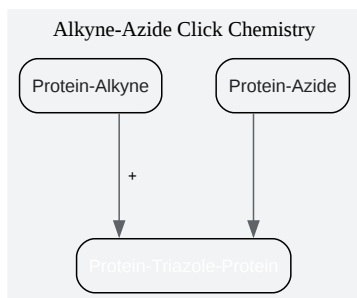 Alkyne-Azide Click Chemistry
Protein-Alkyne
Protein-Azide
+
Protein-Triazole-Protein